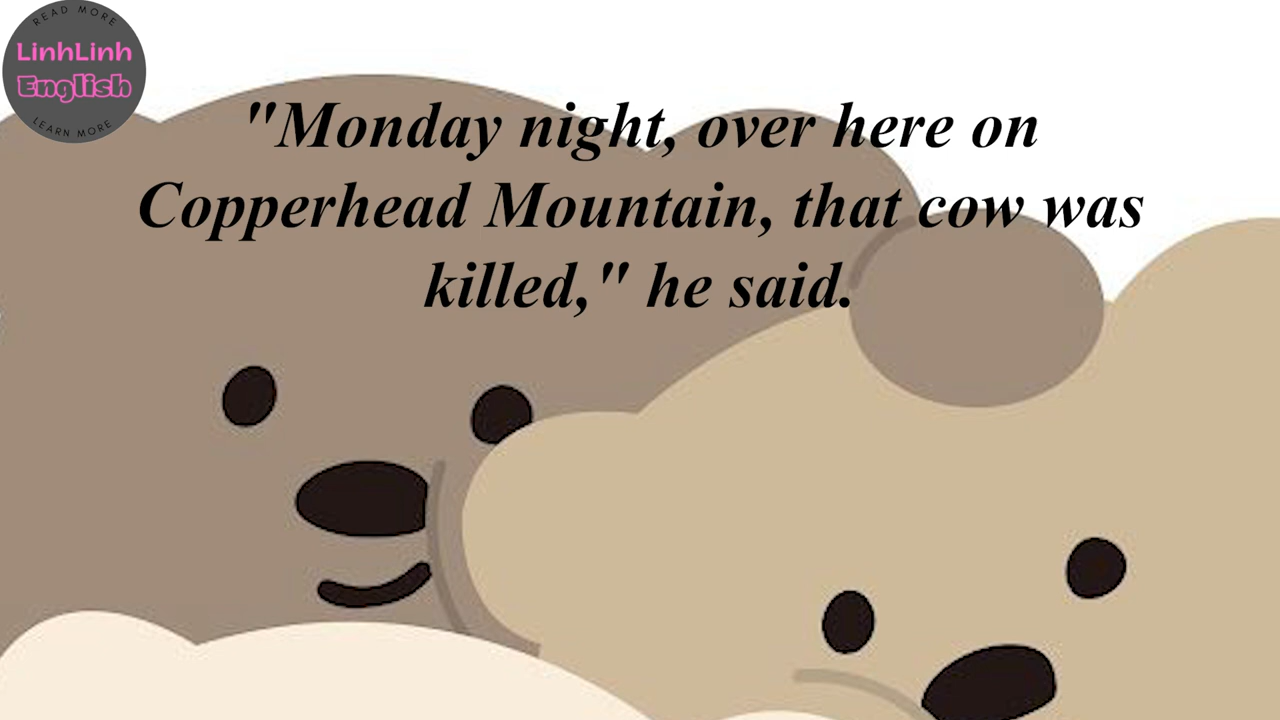 READ MORE
LinhLinh
English
LEARN MORE
"Monday night, over here on
Copperhead Mountain, that cow was
killed," he said.